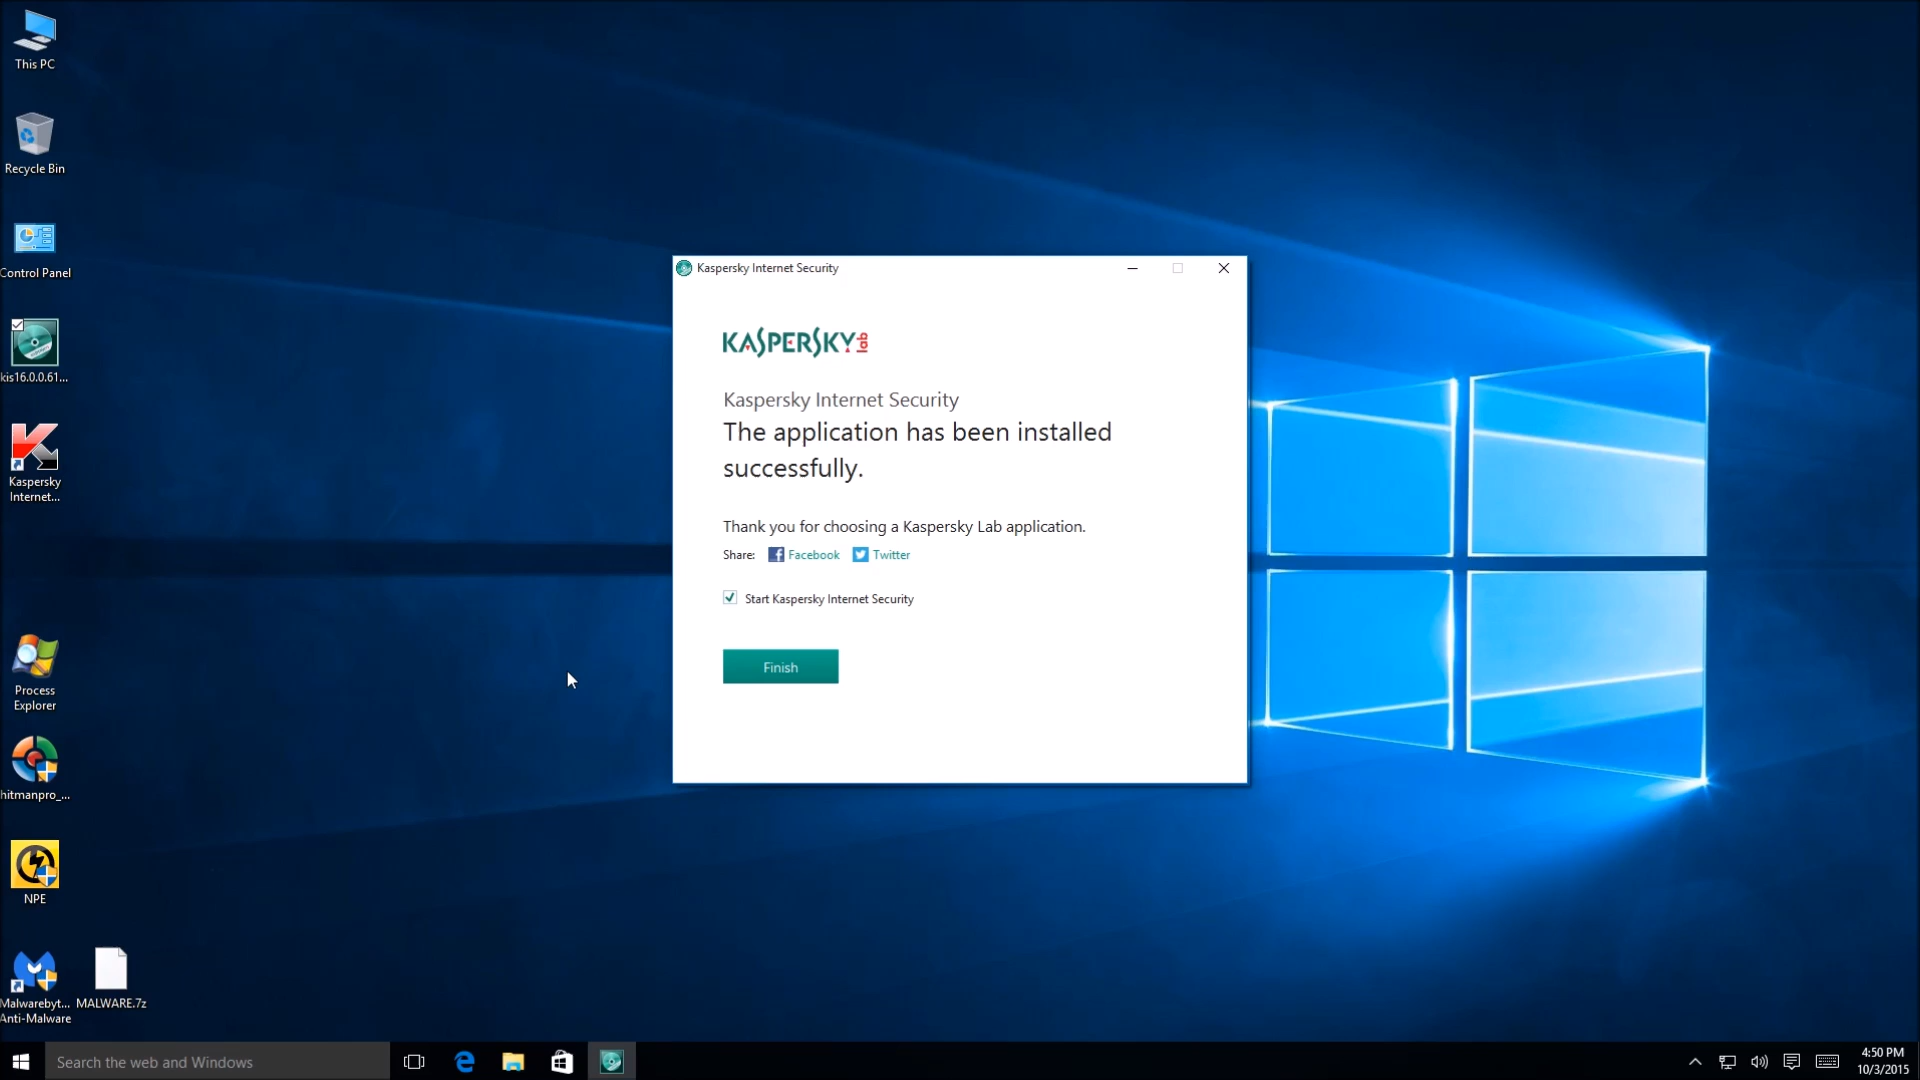 This PC
Recycle Bin
Control Panel
kis16.0.0.61...
Kaspersky
Internet...
Process
Explorer
hitmanpro_...
NPE
Malwarebyt...
Anti-Malware
MALWARE.7z
Kaspersky Internet Security
KASPERSKY lab
Kaspersky Internet Security
The application has been installed
successfully.
Thank you for choosing a Kaspersky Lab application.
Share: Facebook Twitter
Start Kaspersky Internet Security
Finish
Search the web and Windows
4:50 PM
10/3/2015